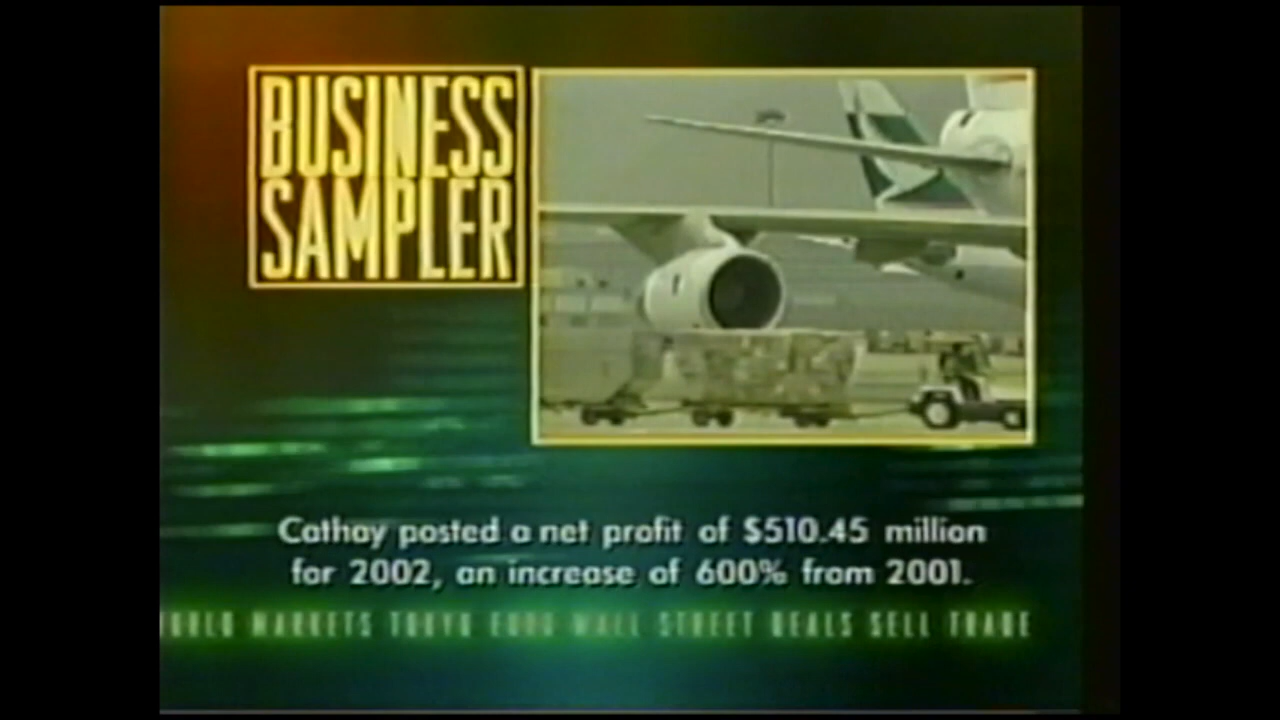 BUSINESS
SAMPLER
Cathay posted a net profit of $510.45 million
for 2002, an increase of 600% from 2001.
WORLD MARKETS TOKYO EURO WALL STREET DEALS SELL TRADE